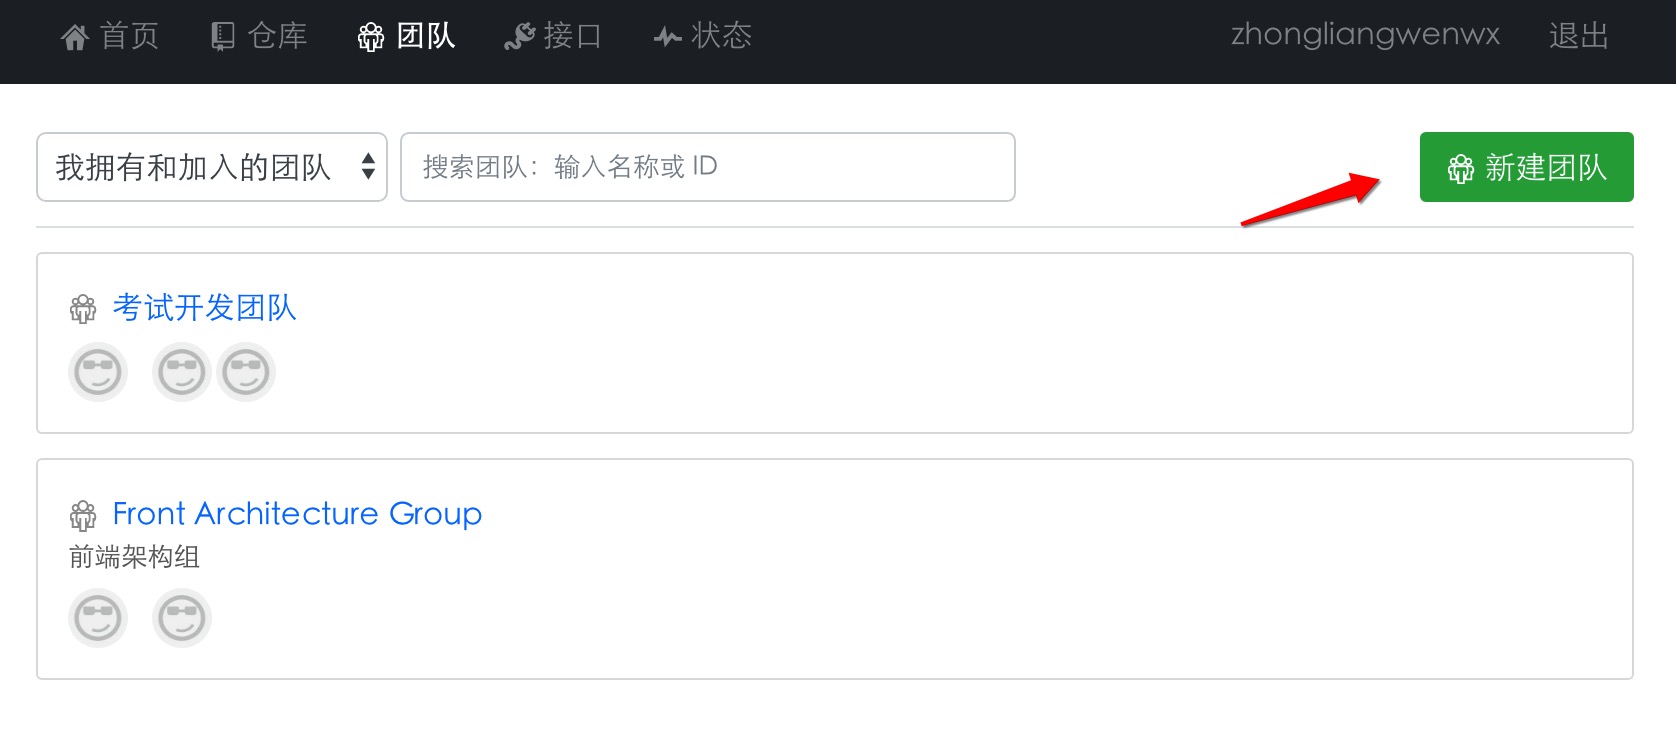 首页 仓库 团队 接口 状态 zhongliangwenwx 退出
我拥有和加入的团队 搜索团队：输入名称或 ID 新建团队
考试开发团队
Front Architecture Group
前端架构组